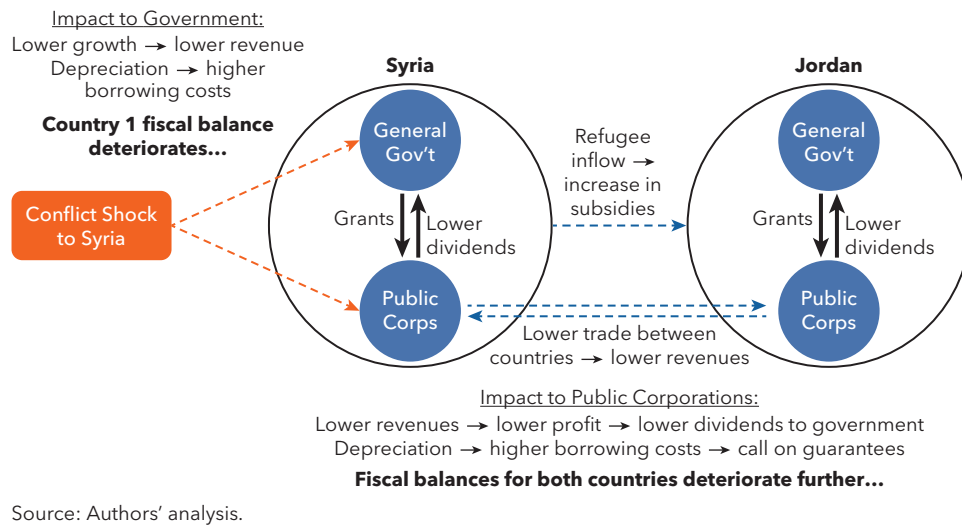 Impact to Government:
Lower growth → lower revenue
Depreciation → higher
borrowing costs
Country 1 fiscal balance
deteriorates…
Conflict Shock
to Syria
Syria
General
Gov't
Grants
Lower
dividends
Public
Corps
Refugee
inflow →
increase in
subsidies
Jordan
General
Gov't
Grants
Lower
dividends
Public
Corps
Lower trade between
countries → lower revenues
Impact to Public Corporations:
Lower revenues → lower profit → lower dividends to government
Depreciation → higher borrowing costs → call on guarantees
Fiscal balances for both countries deteriorate further…
Source: Authors' analysis.